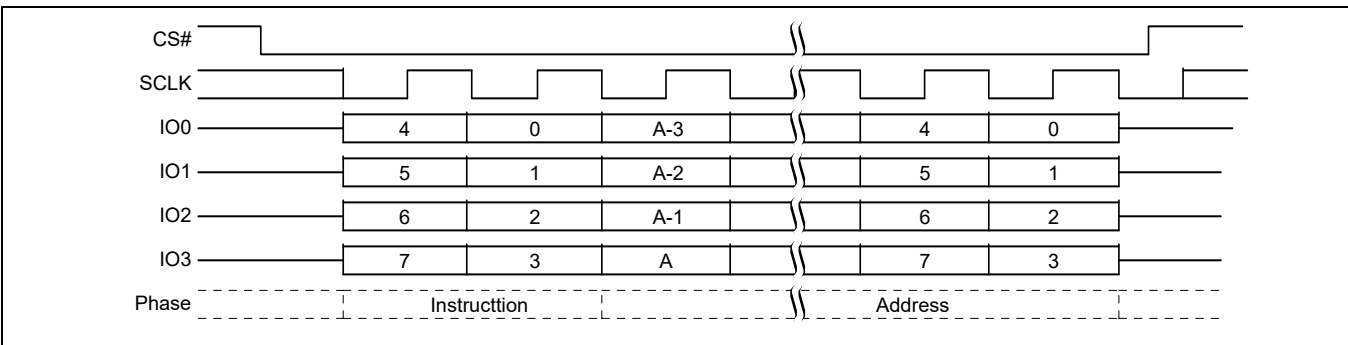 CS#
SCLK
IO0 4 0 A-3 4 0
IO1 5 1 A-2 5 1
IO2 6 2 A-1 6 2
IO3 7 3 A 7 3
Phase Instructtion Address